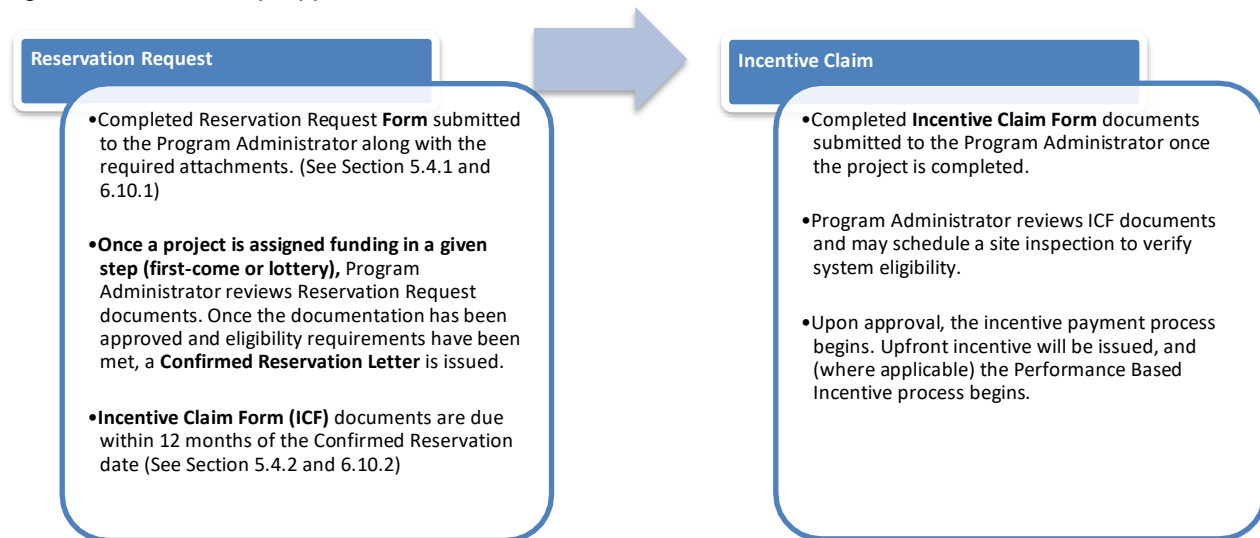 Reservation Request
•Completed Reservation Request Form submitted
to the Program Administrator along with the
required attachments. (See Section 5.4.1 and
6.10.1)
•Once a project is assigned funding in a given
step (first-come or lottery), Program
Administrator reviews Reservation Request
documents. Once the documentation has been
approved and eligibility requirements have been
met, a Confirmed Reservation Letter is issued.
•Incentive Claim Form (ICF) documents are due
within 12 months of the Confirmed Reservation
date (See Section 5.4.2 and 6.10.2)
Incentive Claim
•Completed Incentive Claim Form documents
submitted to the Program Administrator once
the project is completed.
•Program Administrator reviews ICF documents
and may schedule a site inspection to verify
system eligibility.
•Upon approval, the incentive payment process
begins. Upfront incentive will be issued, and
(where applicable) the Performance Based
Incentive process begins.